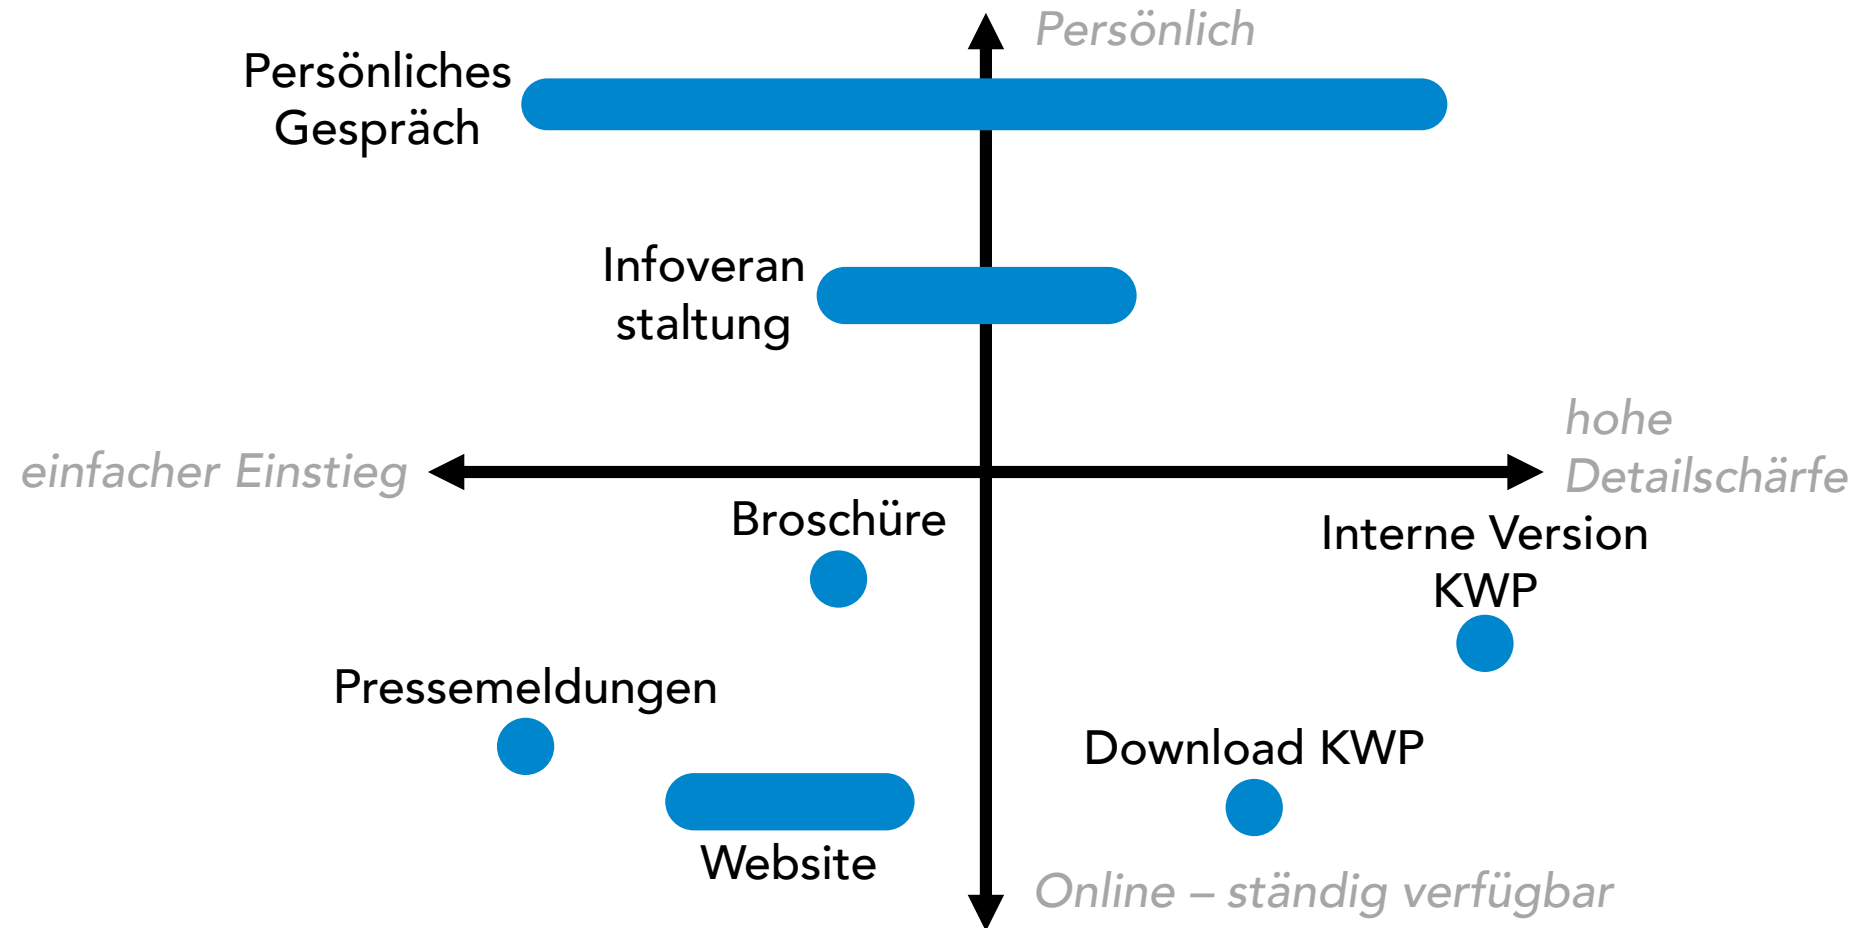 Persönlich
Persönliches
Gespräch
Infoveran
staltung
hohe
Detailschärfe
einfacher Einstieg
Broschüre
Interne Version
KWP
Pressemeldungen
Download KWP
Website
Online – ständig verfügbar